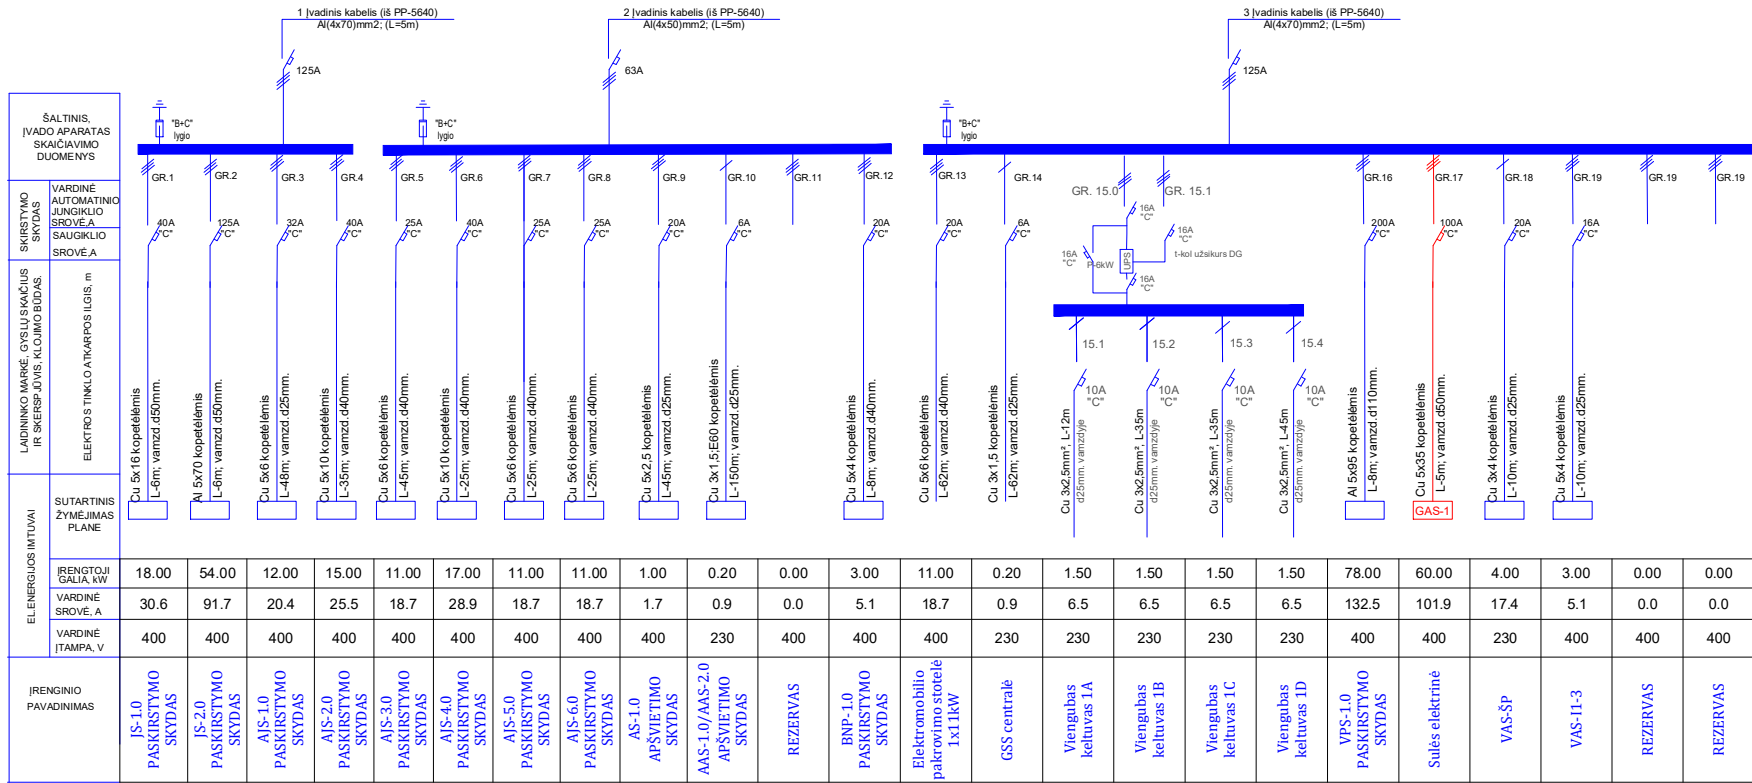 1 Įvadinis kabelis (iš PP-5640)
Al(4x70)mm2; (L=5m)
125A
2 Įvadinis kabelis (iš PP-5640)
Al(4x50)mm2; (L=5m)
63A
3 Įvadinis kabelis (iš PP-5640)
Al(4x70)mm2; (L=5m)
125A
ŠALTINIS,
ĮVADO APARATAS
SKAIČIAVIMO
DUOMENYS
"B+C"
lygio
"B+C"
lygio
"B+C"
lygio
GR.1
GR.2
GR.3
GR.4
GR.5
GR.6
GR.7
GR.8
GR.9
GR.10
GR.11
GR.12
GR.13
GR.14
GR. 15.0
GR. 15.1
GR.16
GR.17
GR.18
GR.19
GR.19
GR.19
SKIRSTYMO
SKYDAS
VARDINĖ
AUTOMATINIO
JUNGIKLIO
SROVĖ,A
SAUGIKLIO
SROVĖ,A
40A
"C"
125A
"C"
32A
"C"
40A
"C"
25A
"C"
40A
"C"
25A
"C"
25A
"C"
20A
"C"
6A
"C"
20A
"C"
20A
"C"
6A
"C"
16A
"C"
16A
"C"
P-6kW
UPS
16A
"C"
t-kol užsikurs DG
16A
"C"
200A
"C"
100A
"C"
20A
"C"
16A
"C"
15.1
15.2
15.3
15.4
10A
"C"
10A
"C"
10A
"C"
10A
"C"
LAIDININKO MARKĖ, GYSLŲ SKAIČIUS
IR SKERSPJŪVIS, KLOJIMO BŪDAS.
ELEKTROS TINKLO ATKARPOS ILGIS, m
Cu 5x16 kopetėlėmis
L-6m; vamzd.d50mm.
Al 5x70 kopetėlėmis
L-6m; vamzd.d50mm.
Cu 5x6 kopetėlėmis
L-48m; vamzd.d25mm.
Cu 5x10 kopetėlėmis
L-35m; vamzd.d40mm.
Cu 5x6 kopetėlėmis
L-45m; vamzd.d40mm.
Cu 5x10 kopetėlėmis
L-25m; vamzd.d40mm.
Cu 5x6 kopetėlėmis
L-25m; vamzd.d40mm.
Cu 5x6 kopetėlėmis
L-25m; vamzd.d40mm.
Cu 5x2,5 kopetėlėmis
L-45m; vamzd.d25mm.
Cu 3x1,5;E60 kopetėlėmis
L-150m; vamzd.d25mm.
Cu 5x4 kopetėlėmis
L-8m; vamzd.d40mm.
Cu 5x6 kopetėlėmis
L-62m; vamzd.d40mm.
Cu 3x1,5 kopetėlėmis
L-62m; vamzd.d25mm.
Cu 3x2,5mm², L-12m
d25mm. vamzdyje
Cu 3x2,5mm², L-35m
d25mm. vamzdyje
Cu 3x2,5mm², L-35m
d25mm. vamzdyje
Cu 3x2,5mm², L-45m
d25mm. vamzdyje
Al 5x95 kopetėlėmis
L-8m; vamzd.d110mm.
Cu 5x35 kopetėlėmis
L-5m; vamzd.d50mm.
Cu 3x4 kopetėlėmis
L-10m; vamzd.d25mm.
Cu 5x4 kopetėlėmis
L-10m; vamzd.d25mm.
EL.ENERGIJOS IMTUVAI
SUTARTINIS
ŽYMĖJIMAS
PLANE
GAS-1
ĮRENGTOJI
GALIA, kW
18.00 54.00 12.00 15.00 11.00 17.00 11.00 11.00 1.00 0.20 0.00 3.00 11.00 0.20 1.50 1.50 1.50 1.50 78.00 60.00 4.00 3.00 0.00 0.00
VARDINĖ
SROVĖ, A
30.6 91.7 20.4 25.5 18.7 28.9 18.7 18.7 1.7 0.9 0.0 5.1 18.7 0.9 6.5 6.5 6.5 6.5 132.5 101.9 17.4 5.1 0.0 0.0
VARDINĖ
ĮTAMPA, V
400 400 400 400 400 400 400 400 400 230 400 400 400 230 230 230 230 230 400 400 230 400 400 400
ĮRENGINIO
PAVADINIMAS
JS-1.0
PASKIRSTYMO
SKYDAS
JS-2.0
PASKIRSTYMO
SKYDAS
AJS-1.0
PASKIRSTYMO
SKYDAS
AJS-2.0
PASKIRSTYMO
SKYDAS
AJS-3.0
PASKIRSTYMO
SKYDAS
AJS-4.0
PASKIRSTYMO
SKYDAS
AJS-5.0
PASKIRSTYMO
SKYDAS
AJS-6.0
PASKIRSTYMO
SKYDAS
AS-1.0
APŠVIETIMO
SKYDAS
AAS-1.0/AAS-2.0
APŠVIETIMO
SKYDAS
REZERVAS
BNP-1.0
PASKIRSTYMO
SKYDAS
Elektromobilio
pakrovimo stotelė
1x11kW
GSS centralė
Viengubas
keltuvas 1A
Viengubas
keltuvas 1B
Viengubas
keltuvas 1C
Viengubas
keltuvas 1D
VPS-1.0
PASKIRSTYMO
SKYDAS
Sulės elektrinė
VAS-ŠP
VAS-11-3
REZERVAS
REZERVAS